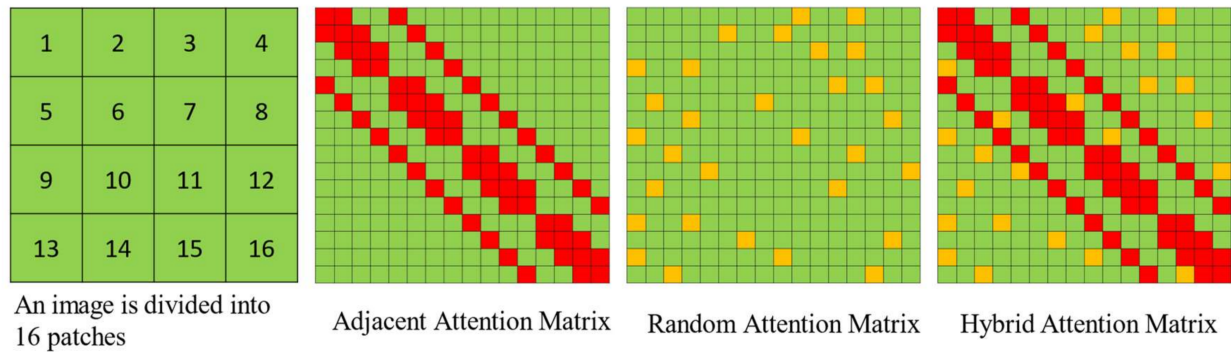 1 2 3 4
5 6 7 8
9 10 11 12
13 14 15 16
An image is divided into
16 patches
Adjacent Attention Matrix
Random Attention Matrix
Hybrid Attention Matrix